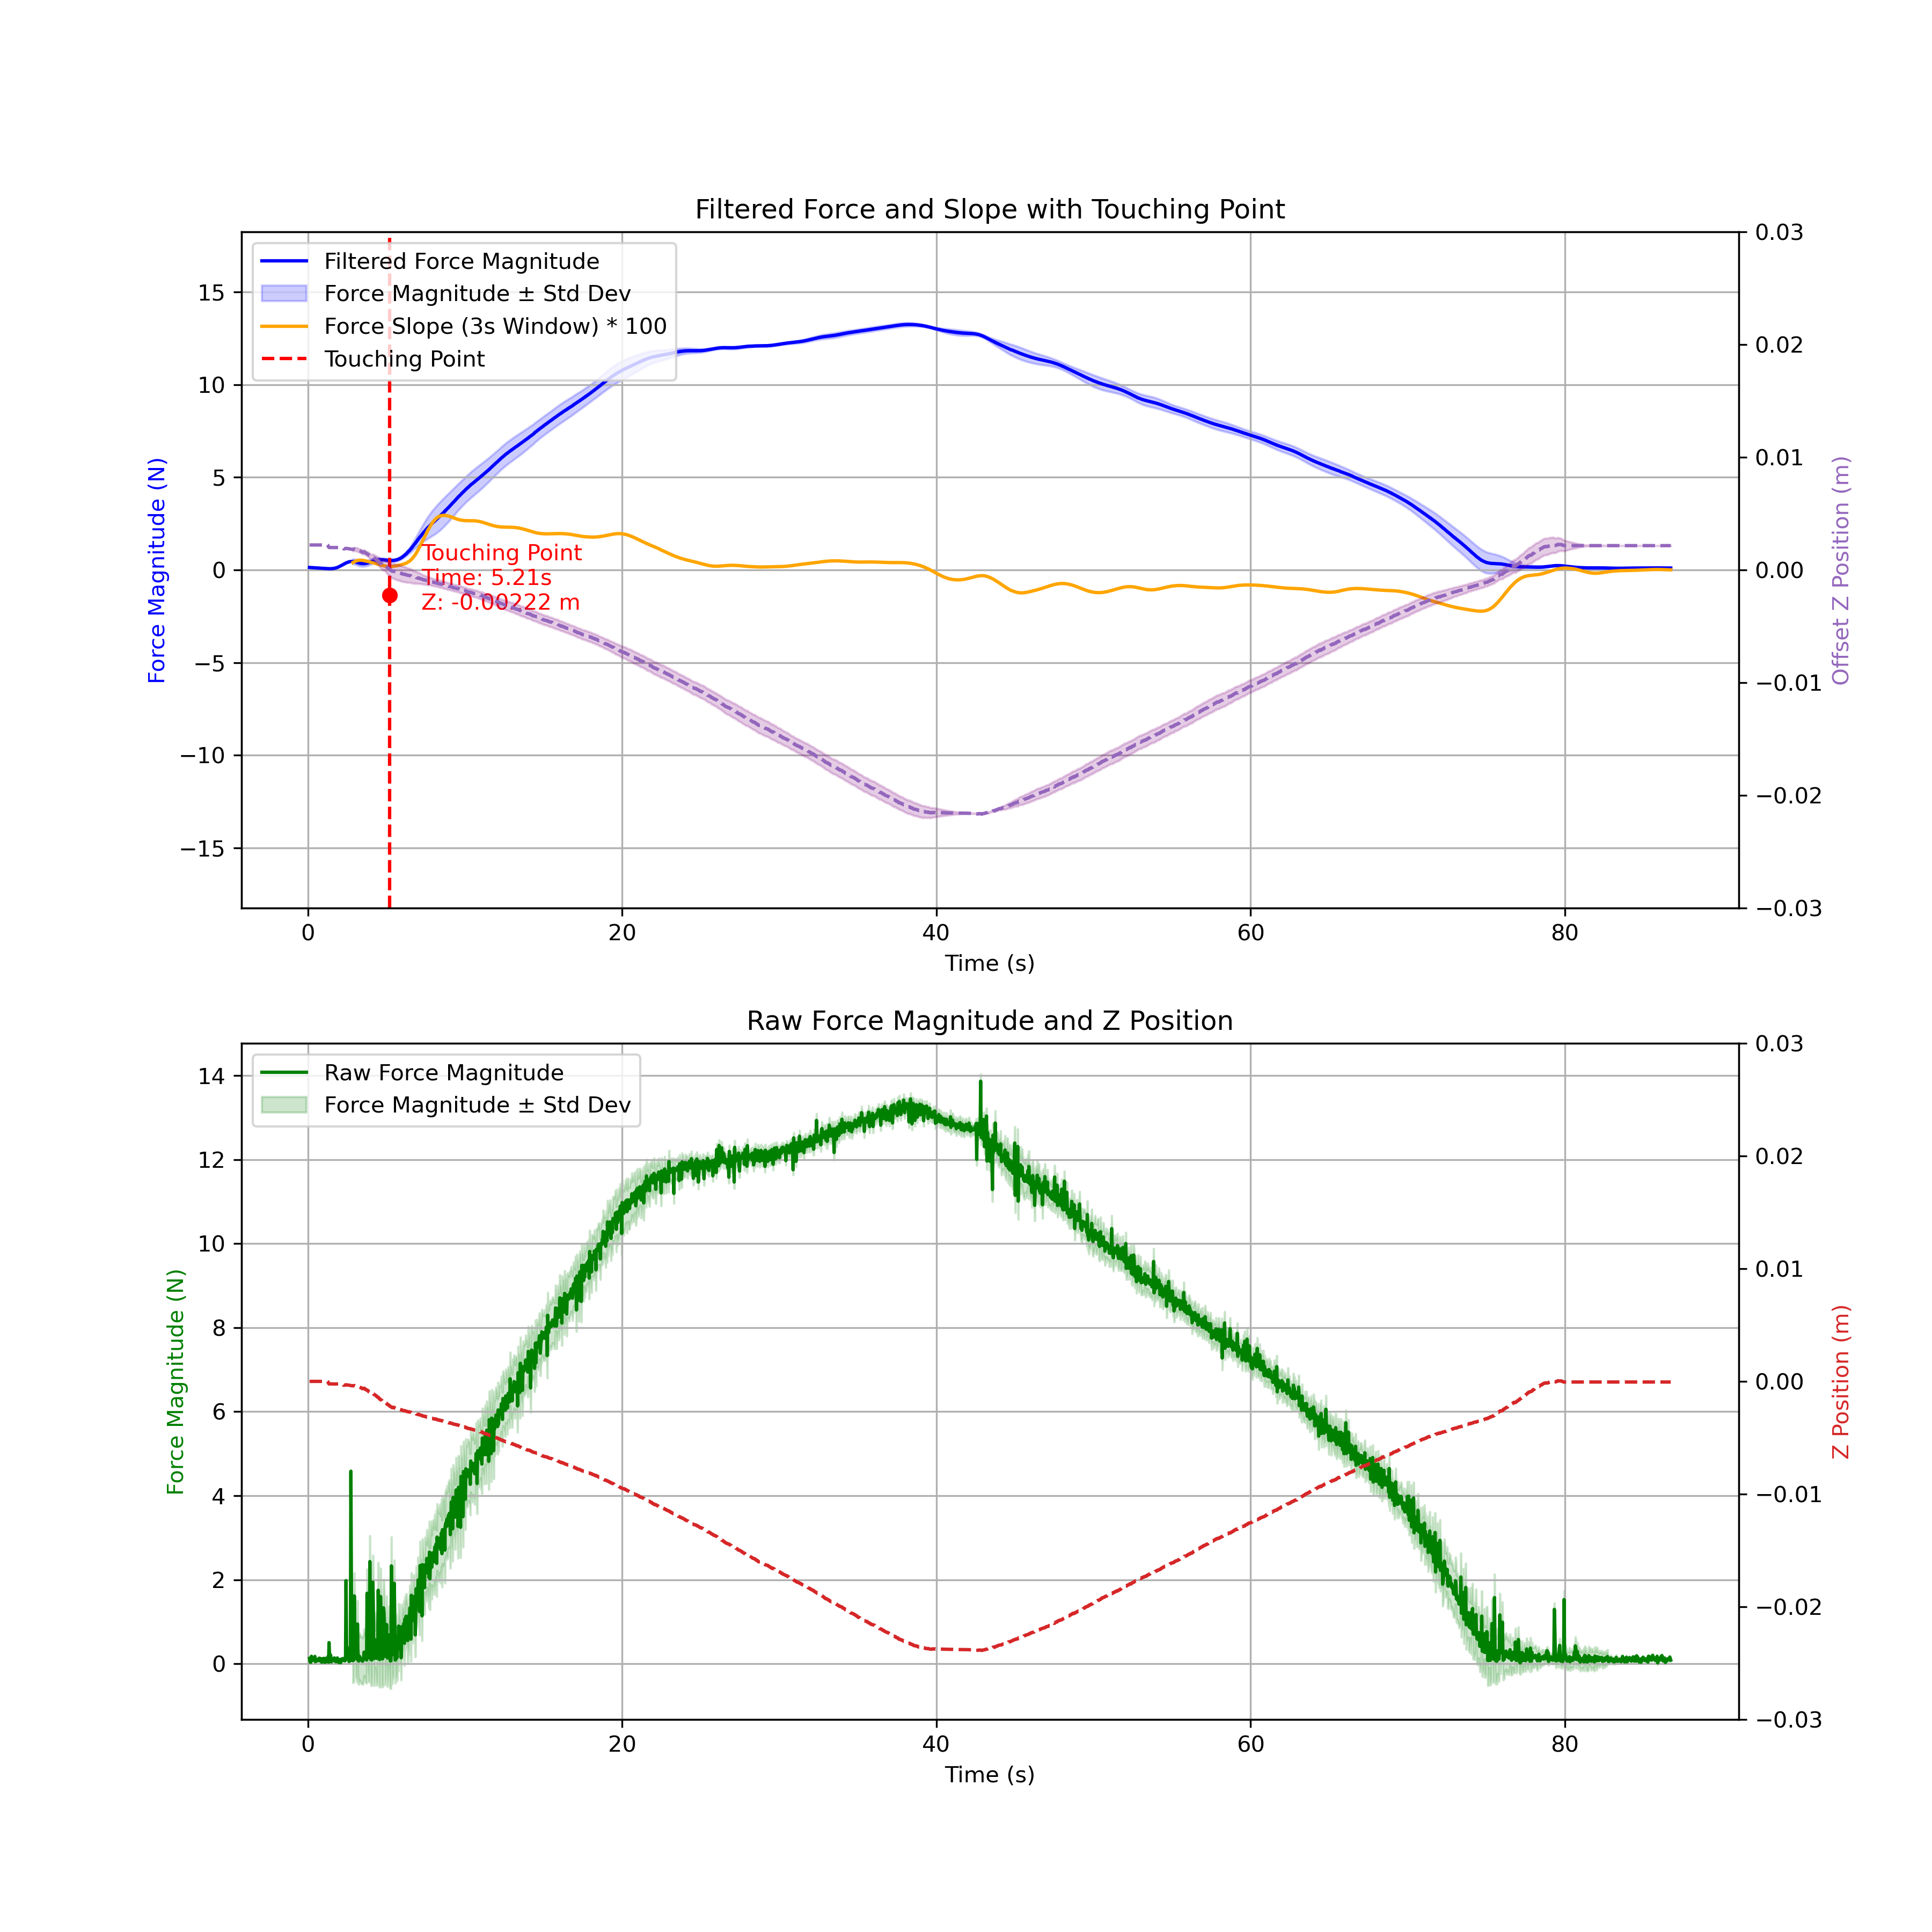 Filtered Force and Slope with Touching Point
Filtered Force Magnitude
Force Magnitude ± Std Dev
Force Slope (3s Window) * 100
Touching Point
15
10
5
0
−5
−10
−15
Force Magnitude (N)
0.03
0.02
0.01
0.00
−0.01
−0.02
−0.03
Offset Z Position (m)
Touching Point
Time: 5.21s
Z: -0.00222 m
0 20 40 60 80
Time (s)
Raw Force Magnitude and Z Position
Raw Force Magnitude
Force Magnitude ± Std Dev
14
12
10
8
6
4
2
0
Force Magnitude (N)
0.03
0.02
0.01
0.00
−0.01
−0.02
−0.03
Z Position (m)
0 20 40 60 80
Time (s)